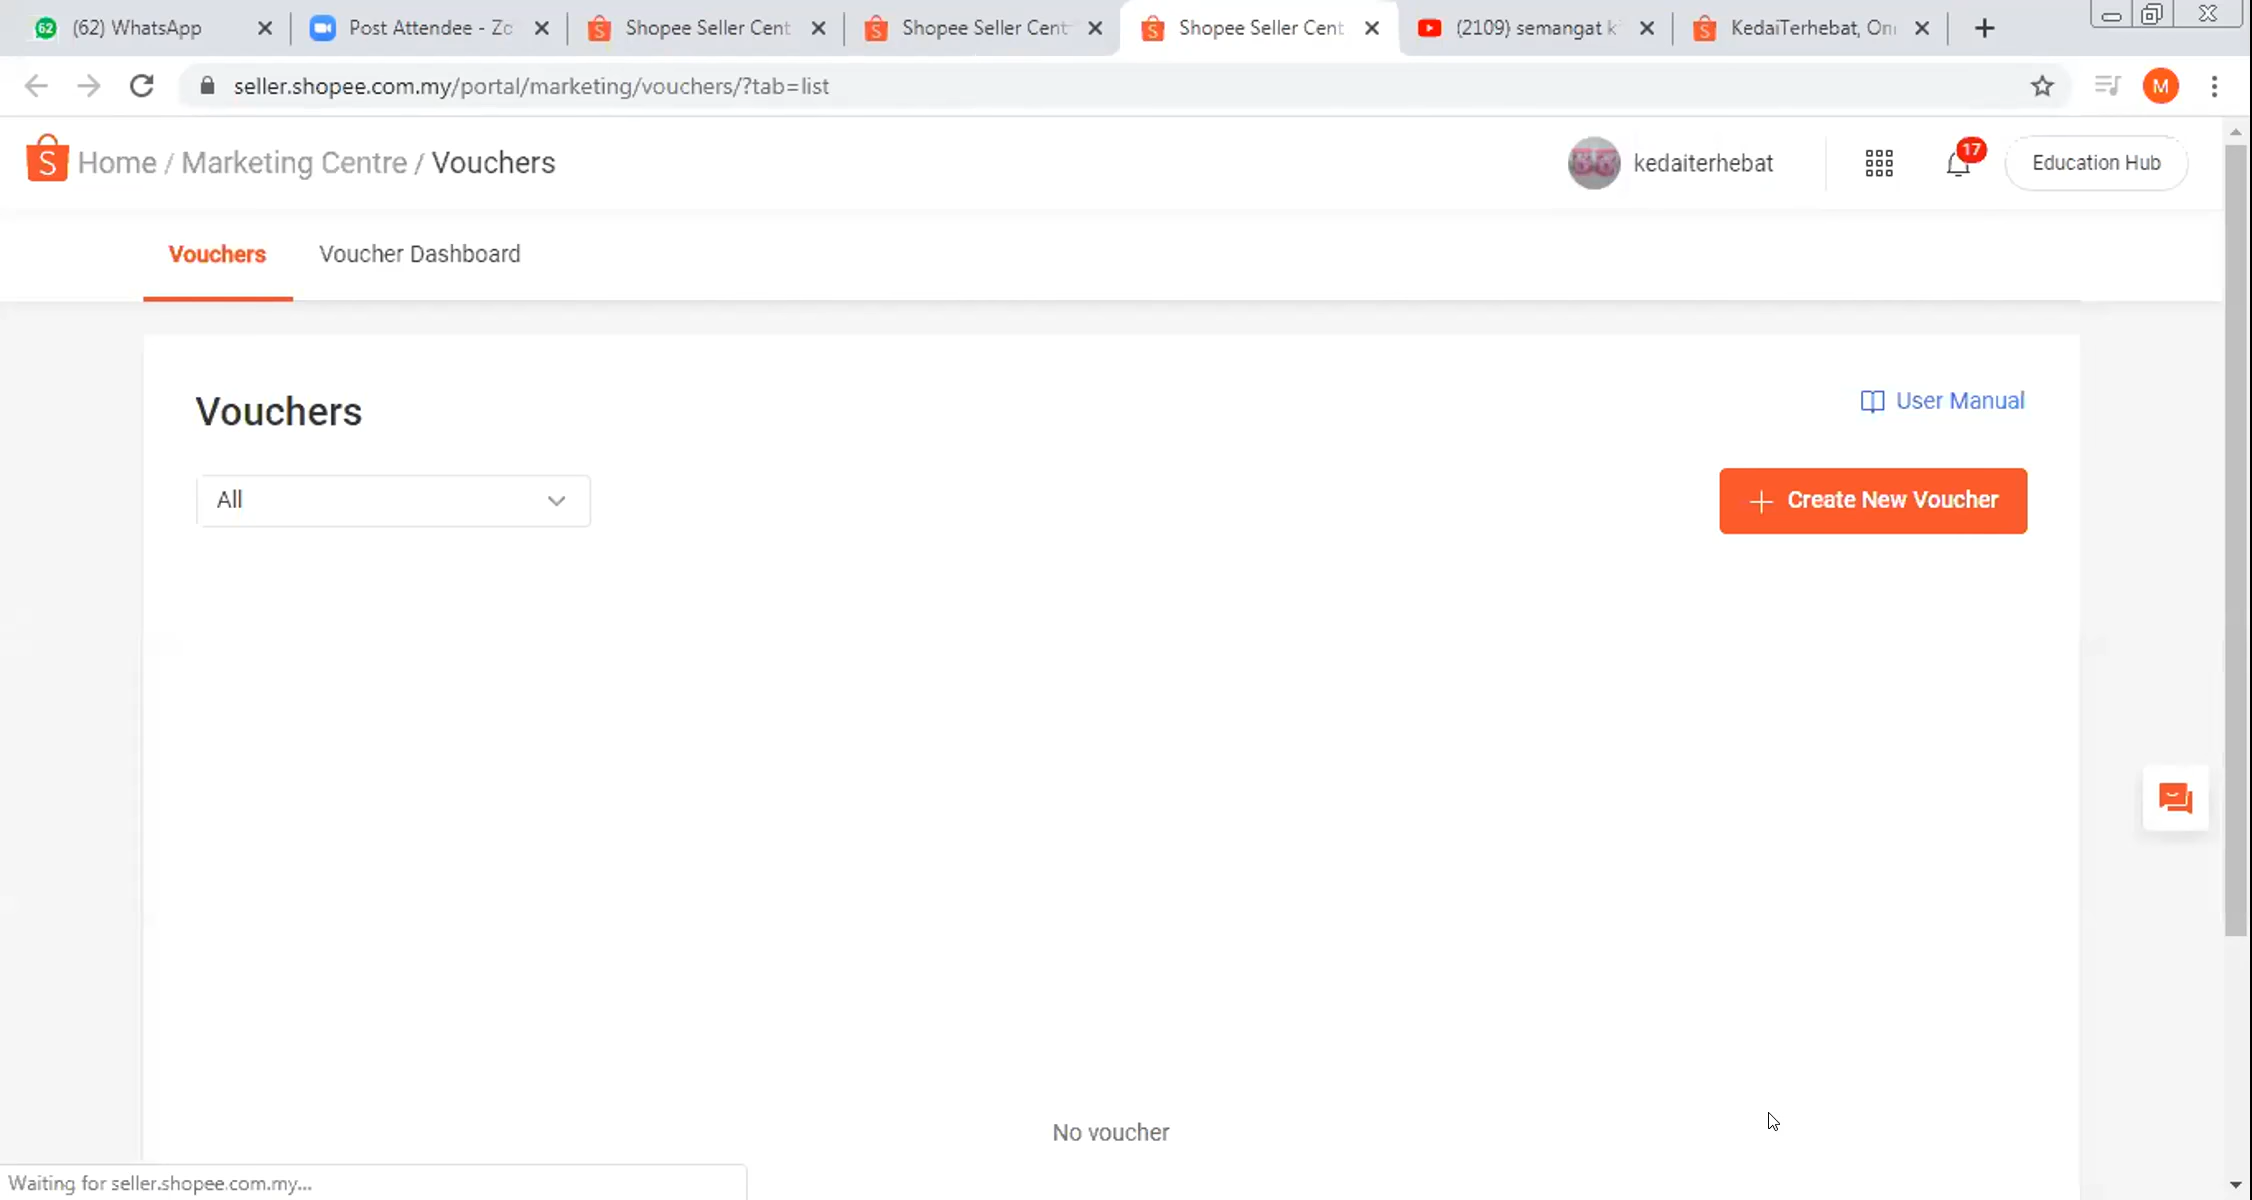 62 (62) WhatsApp
Post Attendee - Zo
Shopee Seller Cent
Shopee Seller Cent
Shopee Seller Cent
(2109) semangat k
KedaiTerhebat, On
seller.shopee.com.my/portal/marketing/vouchers/?tab=list
M
S Home / Marketing Centre / Vouchers
kedaiterhebat
17
Education Hub
Vouchers
Voucher Dashboard
Vouchers
User Manual
All
+ Create New Voucher
No voucher
Waiting for seller.shopee.com.my...